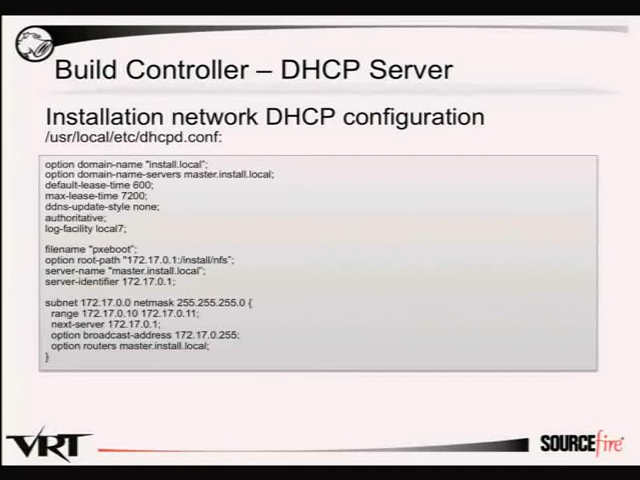 Build Controller – DHCP Server
Installation network DHCP configuration
/usr/local/etc/dhcpd.conf:
option domain-name "install.local";
option domain-name-servers master.install.local;
default-lease-time 600;
max-lease-time 7200;
ddns-update-style none;
authoritative;
log-facility local7;
filename "pxeboot";
option root-path "172.17.0.1:/install/nfs";
server-name "master.install.local";
server-identifier 172.17.0.1;
subnet 172.17.0.0 netmask 255.255.255.0 {
range 172.17.0.10 172.17.0.11;
next-server 172.17.0.1;
option broadcast-address 172.17.0.255;
option routers master.install.local;
}
VRT
SOURCEfire